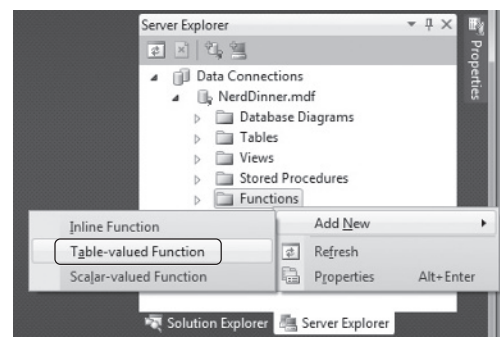 Server Explorer
Properties
Data Connections
NerdDinner.mdf
Database Diagrams
Tables
Views
Stored Procedures
Functions
Inline Function
Table-valued Function
Scalar-valued Function
Add New
Refresh
Properties Alt+Enter
Solution Explorer Server Explorer